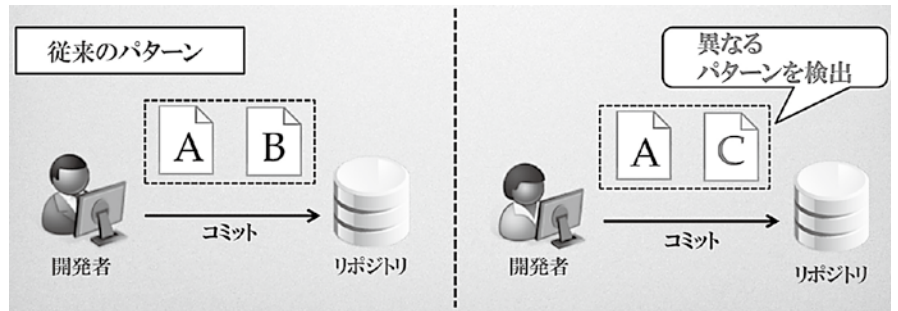 従来のパターン
A
B
コミット
開発者
リポジトリ
異なる
パターンを検出
A
C
コミット
開発者
リポジトリ